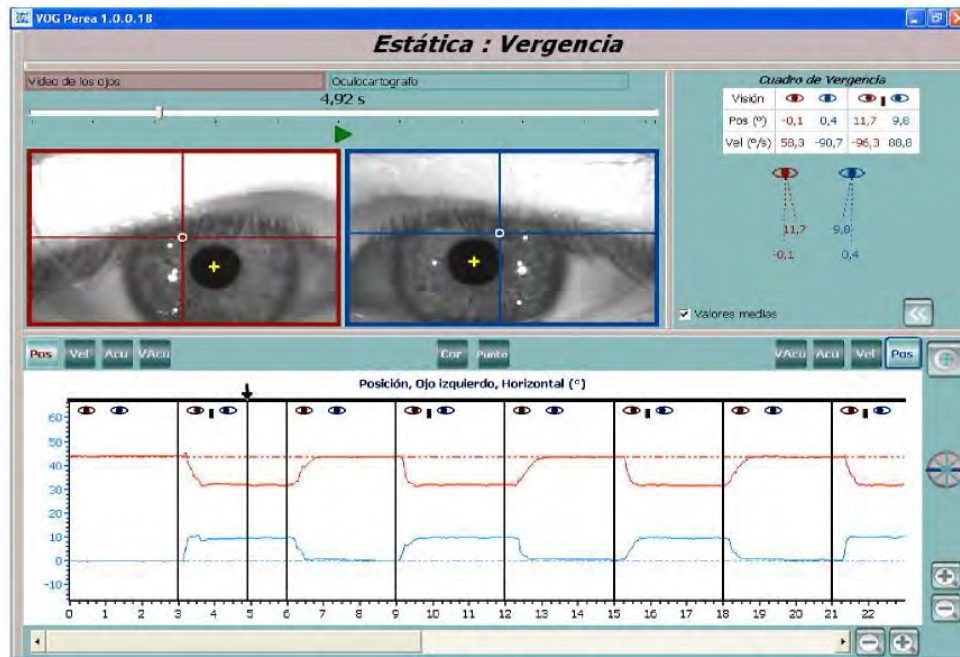 VOG Perea 1.0.0.18
Estática : Vergencia
Video de los ojos
Oculocartografo
4,92 s
Cuadro de Vergencia
Visión
Pos (º) -0,1 0,4 11,7 9,8
Vel (º/s) 58,3 -90,7 -96,3 88,8
11,7 9,8
-0,1 0,4
Valores medias
Pos Vel Acu VAcu Cor Punto VAcu Acu Vel Pos
Posición, Ojo izquierdo, Horizontal (º)
60
50
40
30
20
10
0
-10
0 1 2 3 4 5 6 7 8 9 10 11 12 13 14 15 16 17 18 19 20 21 22